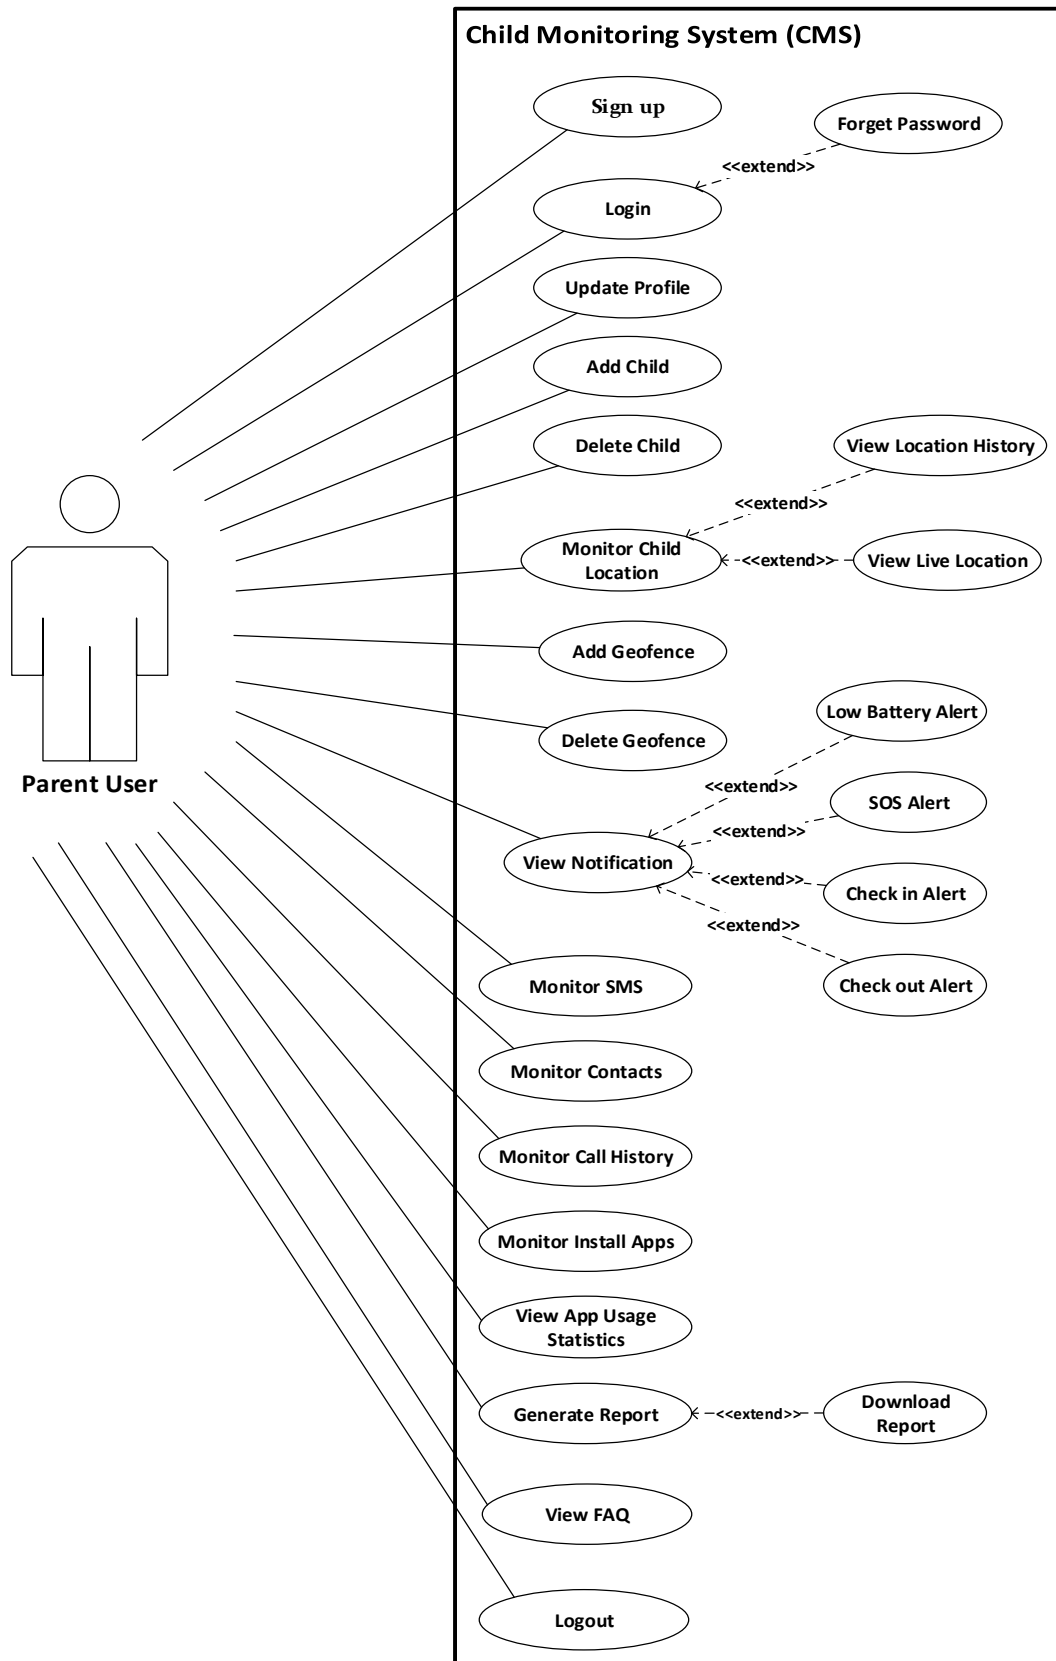 Child Monitoring System (CMS)
Sign up
Forget Password
<<extend>>
Login
Update Profile
Add Child
Delete Child
View Location History
<<extend>>
Monitor Child
Location
<<extend>>
View Live Location
Add Geofence
Low Battery Alert
Delete Geofence
Parent User
<<extend>>
SOS Alert
<<extend>>
View Notification
<<extend>>
Check in Alert
<<extend>>
Monitor SMS
Check out Alert
Monitor Contacts
Monitor Call History
Monitor Install Apps
View App Usage
Statistics
Generate Report
<<extend>>
Download
Report
View FAQ
Logout